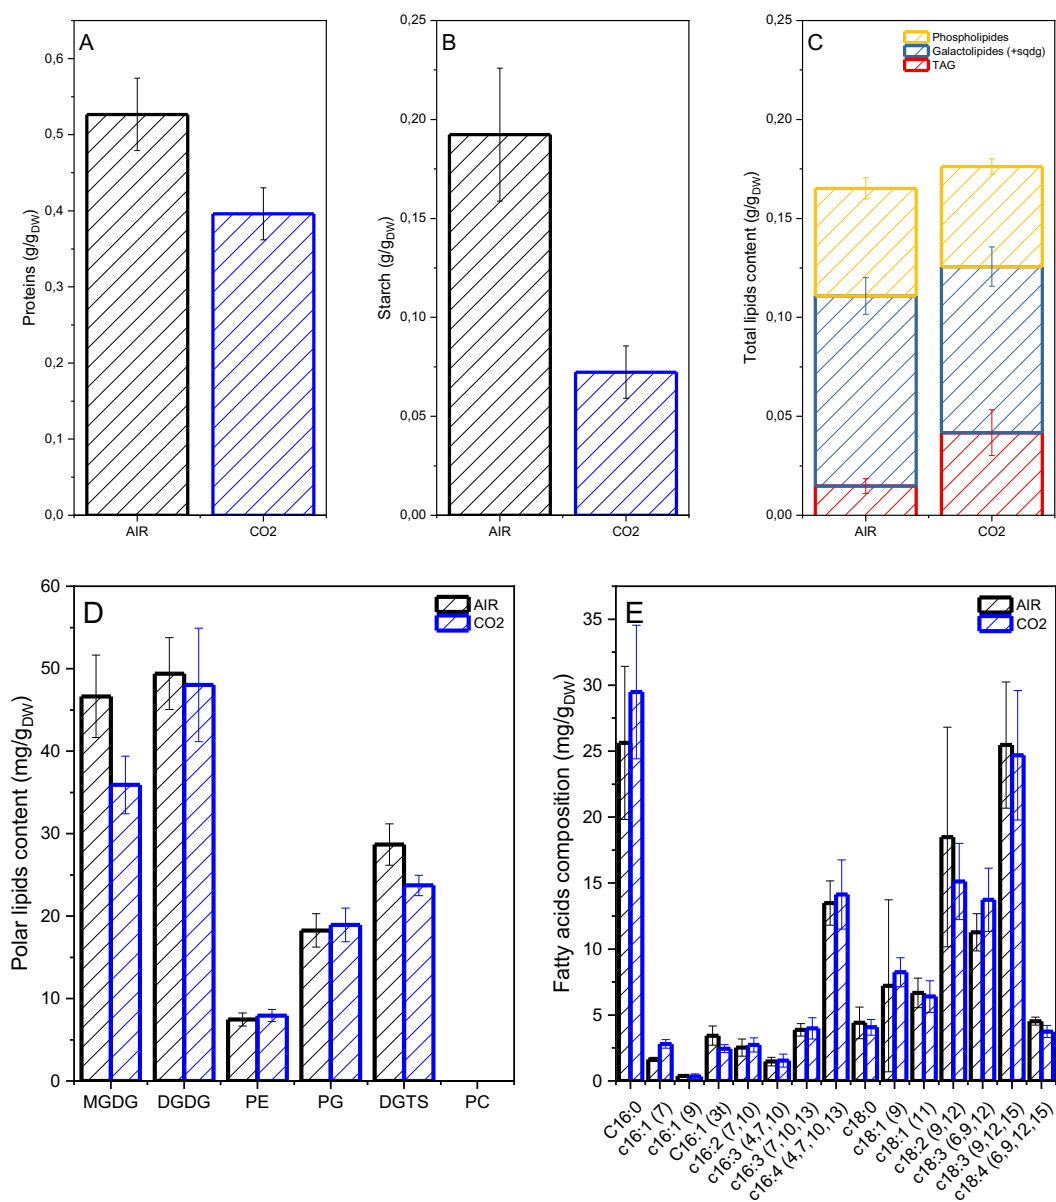 A
Proteins (g/gDW)
0,6
0,5
0,4
0,3
0,2
0,1
0,0
AIR
CO2
B
Starch (g/gDW)
0,25
0,20
0,15
0,10
0,05
0,00
AIR
CO2
C
Phospholipides
Galactolipides (+sqdg)
TAG
Total lipids content (g/gDW)
0,25
0,20
0,15
0,10
0,05
0,00
AIR
CO2
D
AIR
CO2
Polar lipids content (mg/gDW)
60
50
40
30
20
10
0
MGDG
DGDG
PE
PG
DGTS
PC
E
AIR
CO2
Fatty acids composition (mg/gDW)
35
30
25
20
15
10
5
0
C16:0
c16:1 (7)
c16:1 (9)
C16:1 (3t)
c16:2 (7,10)
c16:3 (4,7,10)
c16:3 (7,10,13)
c16:4 (4,7,10,13)
c18:0
c18:1 (9)
c18:1 (11)
c18:2 (9,12)
c18:3 (6,9,12)
c18:3 (9,12,15)
c18:4 (6,9,12,15)